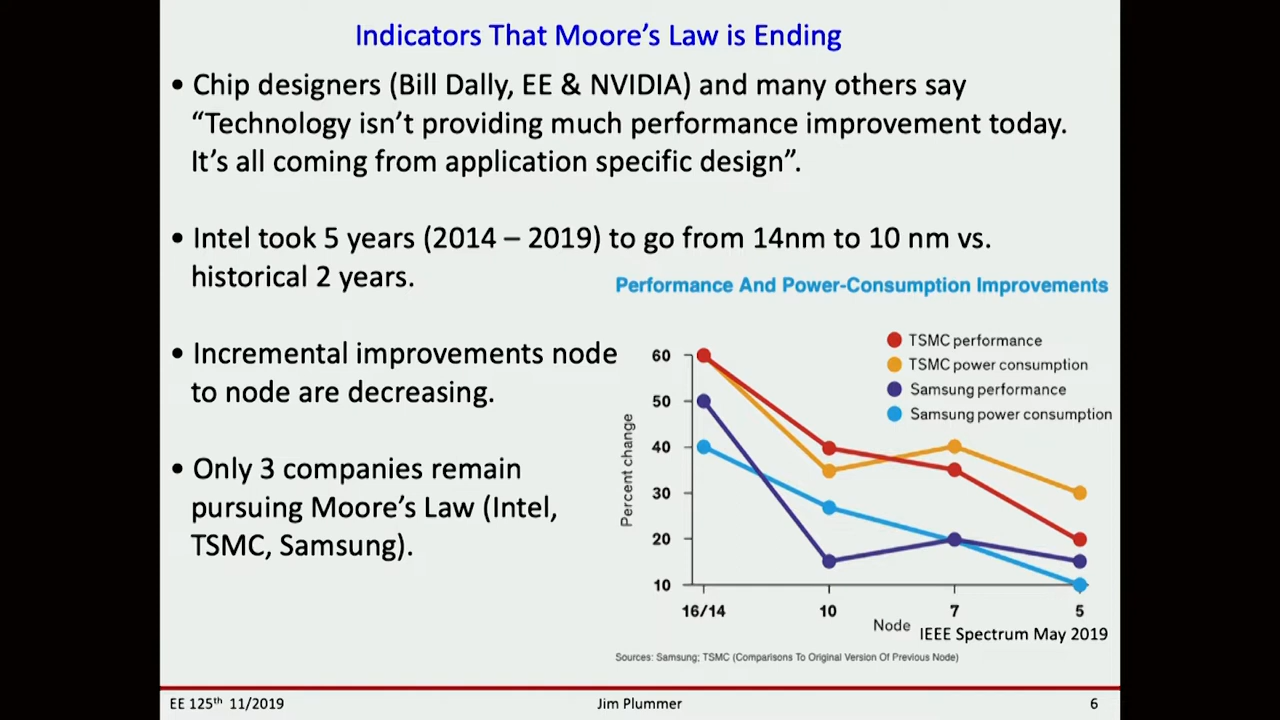 Indicators That Moore's Law is Ending
• Chip designers (Bill Dally, EE & NVIDIA) and many others say
“Technology isn't providing much performance improvement today.
It's all coming from application specific design”.
• Intel took 5 years (2014 – 2019) to go from 14nm to 10 nm vs.
historical 2 years.
• Incremental improvements node
to node are decreasing.
• Only 3 companies remain
pursuing Moore's Law (Intel,
TSMC, Samsung).
Performance And Power-Consumption Improvements
TSMC performance
TSMC power consumption
Samsung performance
Samsung power consumption
Percent change
60
50
40
30
20
10
16/14 10 7 5
Node
IEEE Spectrum May 2019
Sources: Samsung; TSMC (Comparisons To Original Version Of Previous Node)
EE 125th 11/2019 Jim Plummer 6